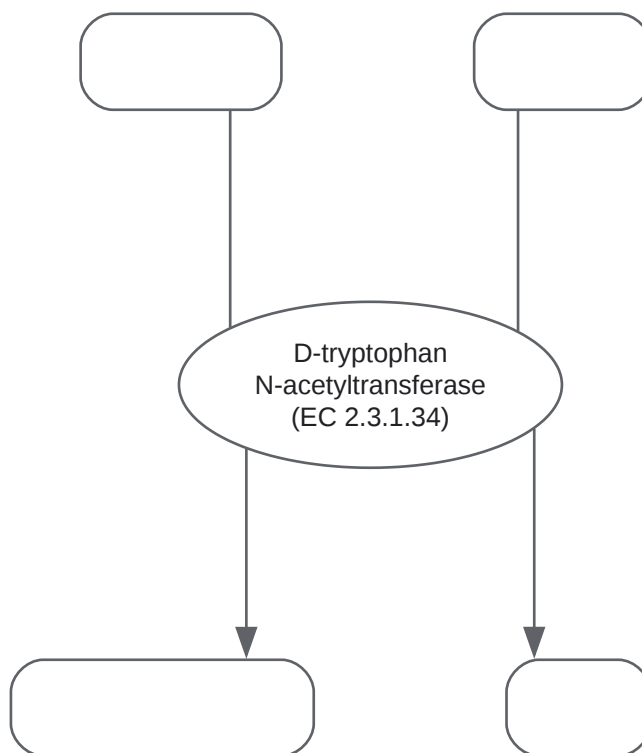 D-tryptophan
N-acetyltransferase
(EC 2.3.1.34)